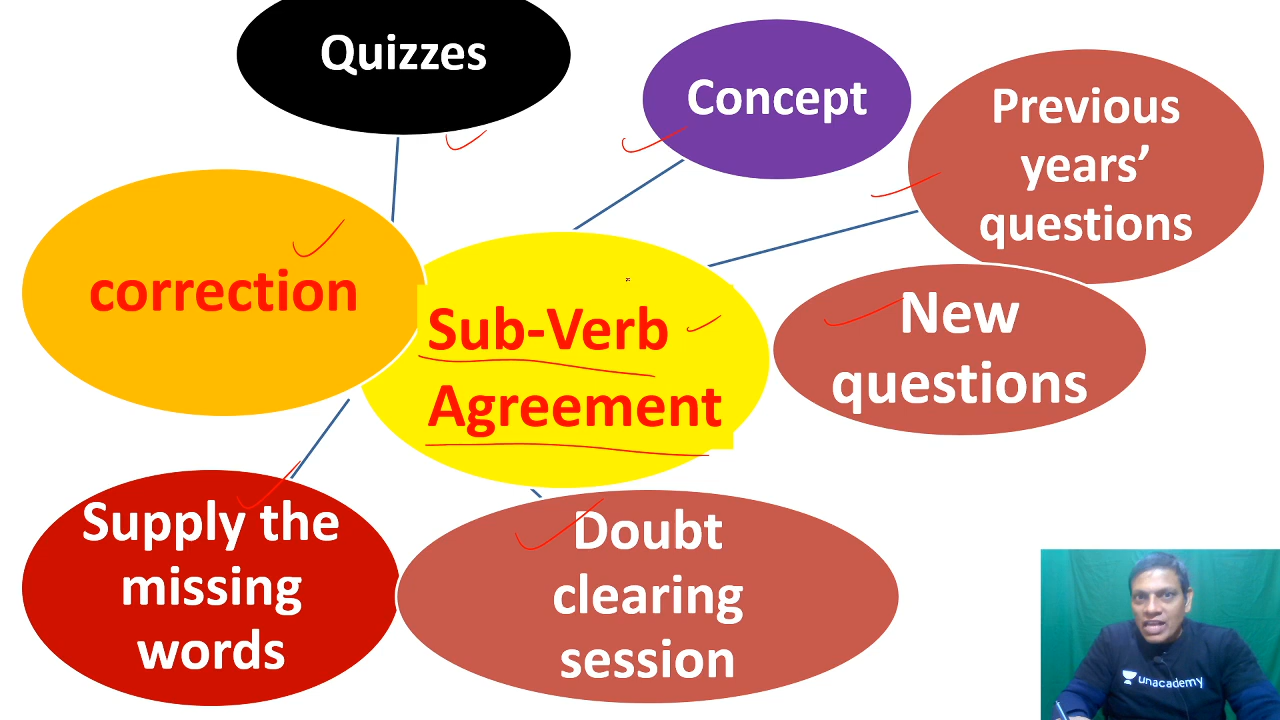 Quizzes
Concept
Previous
years’
questions
correction
Sub-Verb
Agreement
New
questions
Supply the
missing
words
Doubt
clearing
session
unacademy